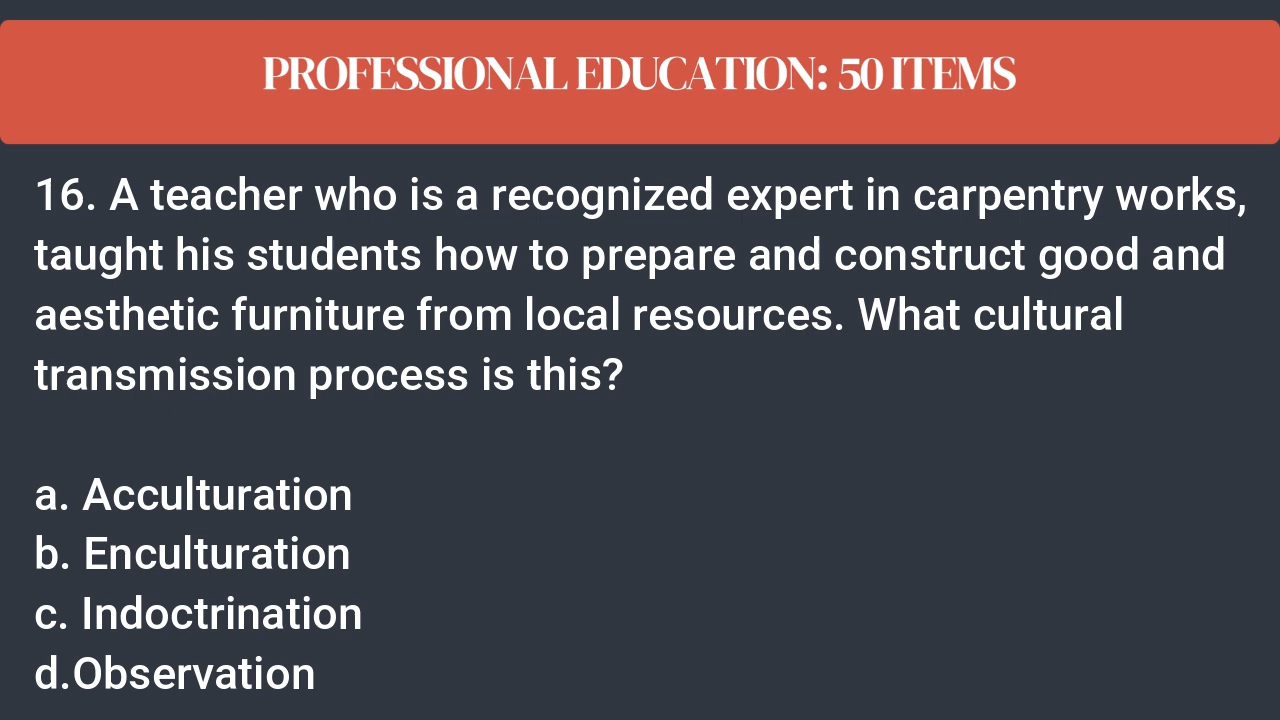 PROFESSIONAL EDUCATION: 50 ITEMS
16. A teacher who is a recognized expert in carpentry works,
taught his students how to prepare and construct good and
aesthetic furniture from local resources. What cultural
transmission process is this?
a. Acculturation
b. Enculturation
c. Indoctrination
d.Observation